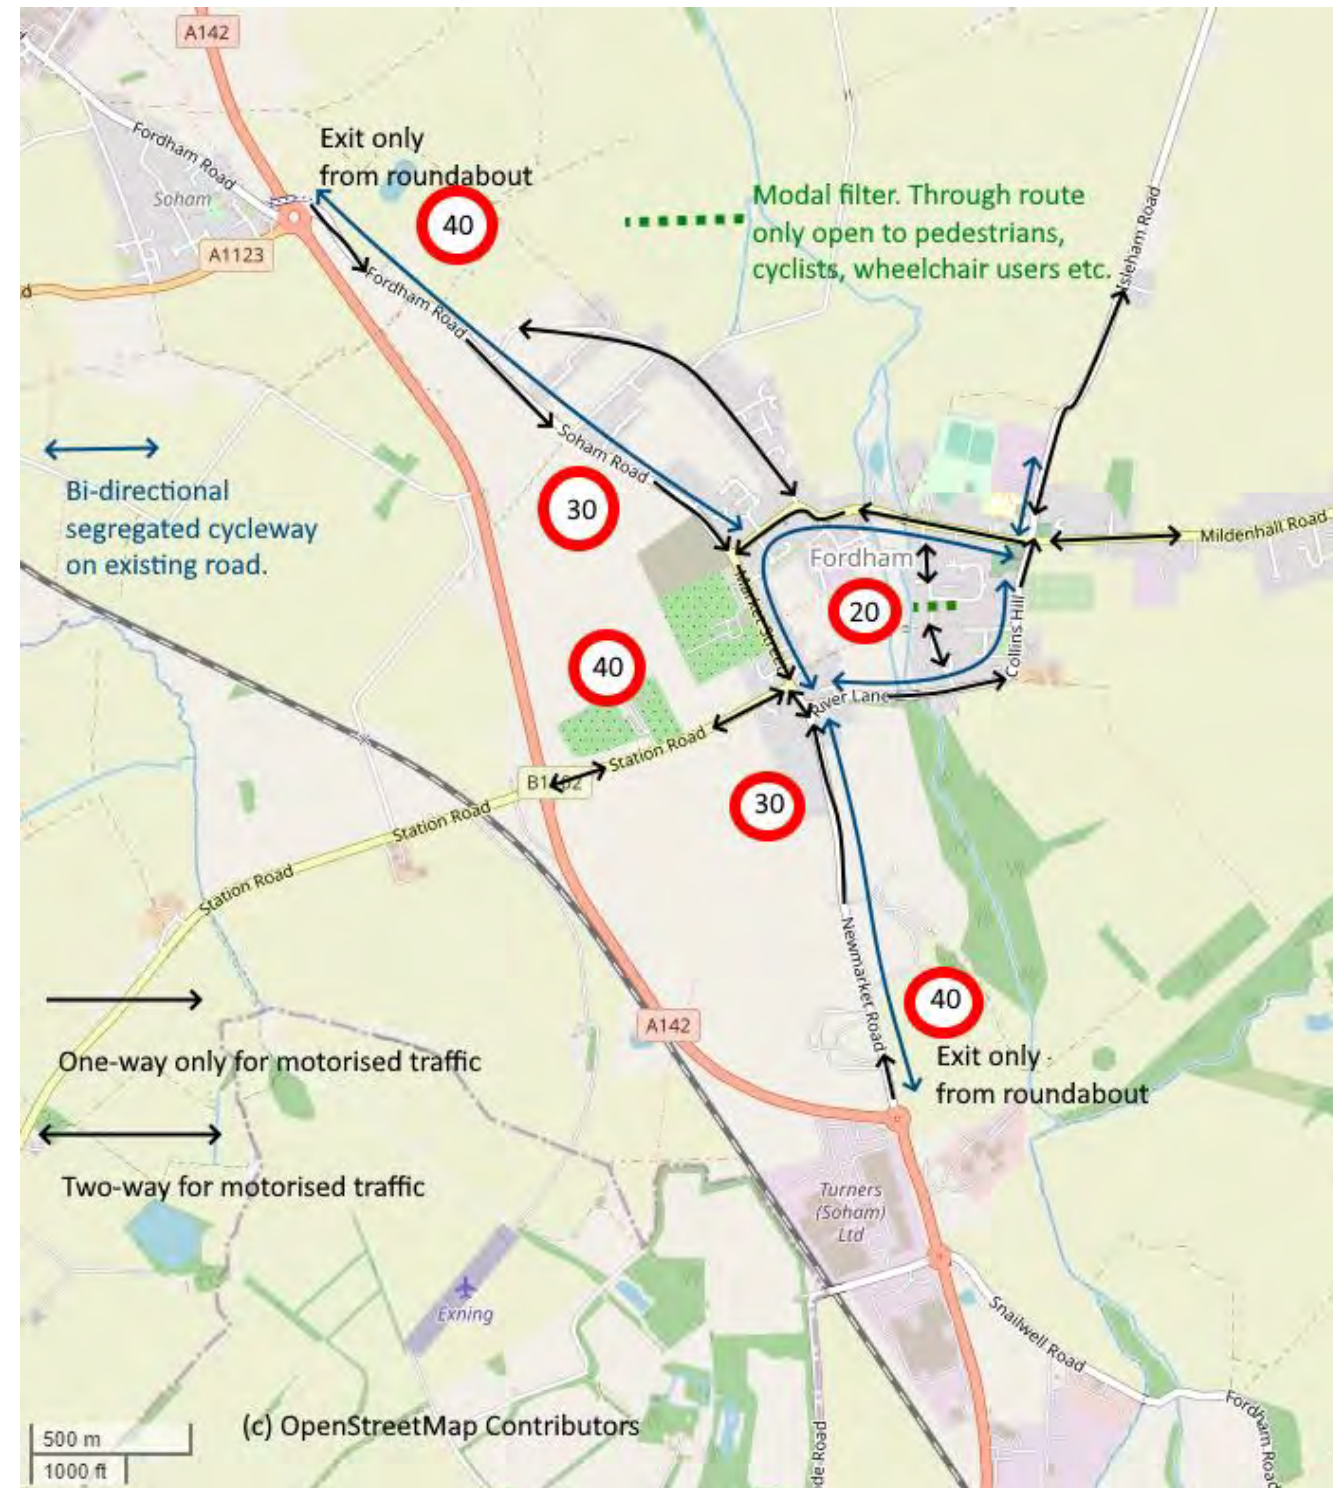 A142
Fordham Road
Soham
A1123
Exit only
from roundabout
40
Fordham Road
Modal filter. Through route
only open to pedestrians,
cyclists, wheelchair users etc.
Isleham Road
Bi-directional
segregated cycleway
on existing road.
Soham Road
30
Fordham
Mildenhall Road
Market Street
20
Collins Hill
40
River Lane
Station Road
30
Station Road
Station Road
Newmarket Road
40
A142
Exit only
from roundabout
One-way only for motorised traffic
Two-way for motorised traffic
Turners
(Soham)
Ltd
Exning
Snailwell Road
Fordham Road
(c) OpenStreetMap Contributors
500 m
1000 ft